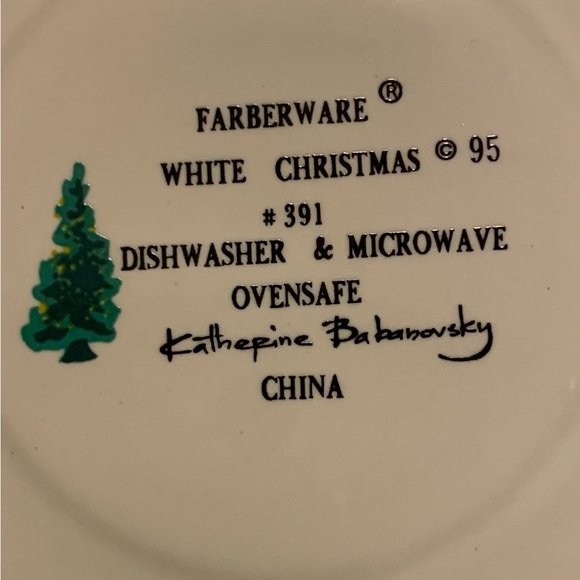 FARBERWARE ®
WHITE CHRISTMAS © 95
# 391
DISHWASHER & MICROWAVE
OVENSAFE
Katherine Babanovsky
CHINA